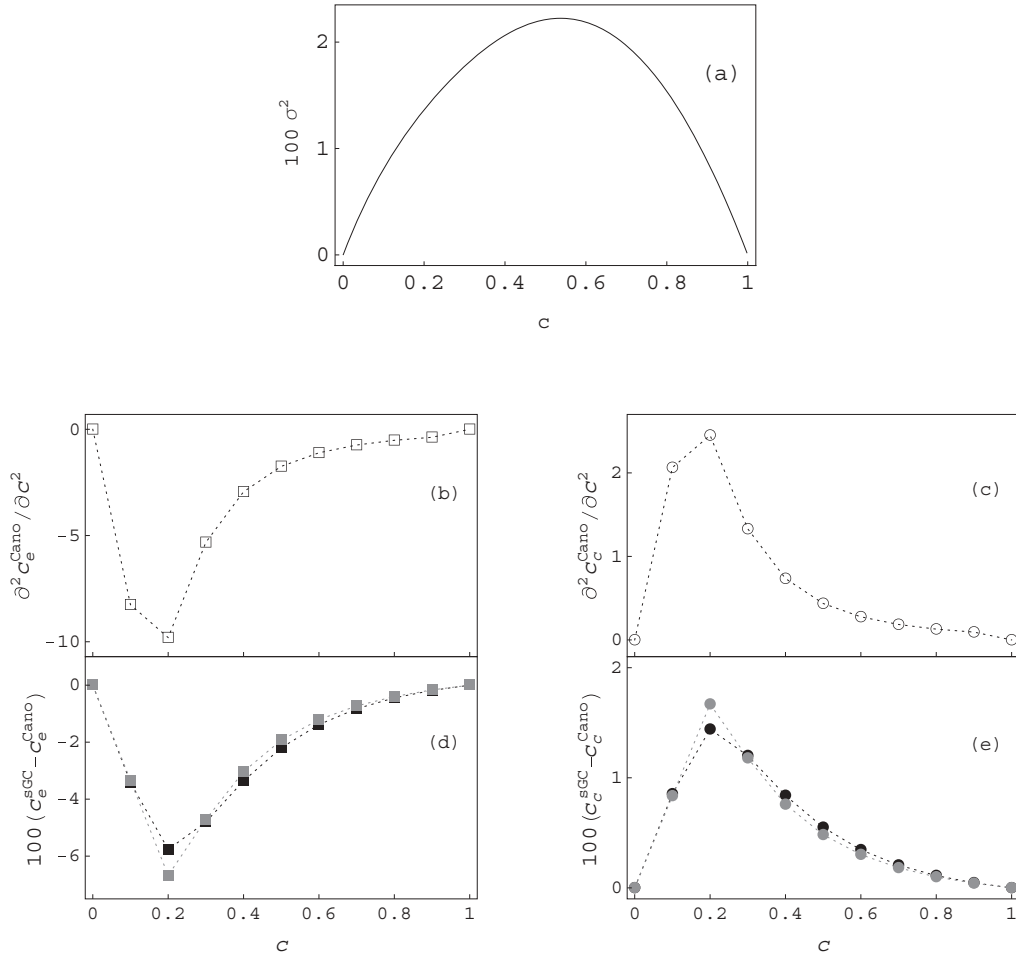 2
1
0
100 σ²
(a)
0 0.2 0.4 0.6 0.8 1
c
0
-5
-10
∂²c_e^Cano/∂c²
(b)
2
1
0
∂²c_c^Cano/∂c²
(c)
0
-2
-4
-6
100(c_e^sGC-c_e^Cano)
(d)
0 0.2 0.4 0.6 0.8 1
c
2
1
0
100(c_c^sGC-c_c^Cano)
(e)
0 0.2 0.4 0.6 0.8 1
c